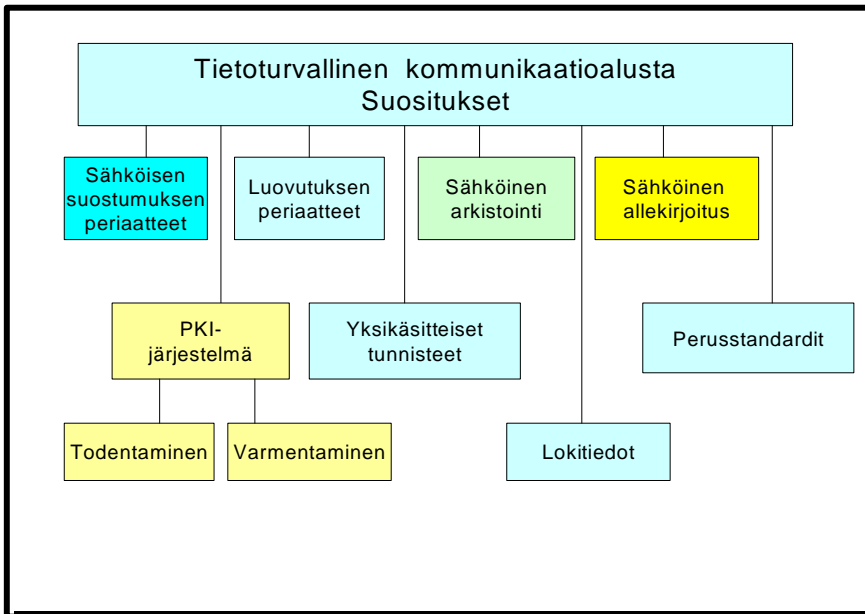 Tietoturvallinen kommunikaatioalusta
Suositukset
Sähköisen
suostumuksen
periaatteet
Luovutuksen
periaatteet
Sähköinen
arkistointi
Sähköinen
allekirjoitus
PKI-
järjestelmä
Yksikäsitteiset
tunnisteet
Perusstandardit
Todentaminen
Varmentaminen
Lokitiedot